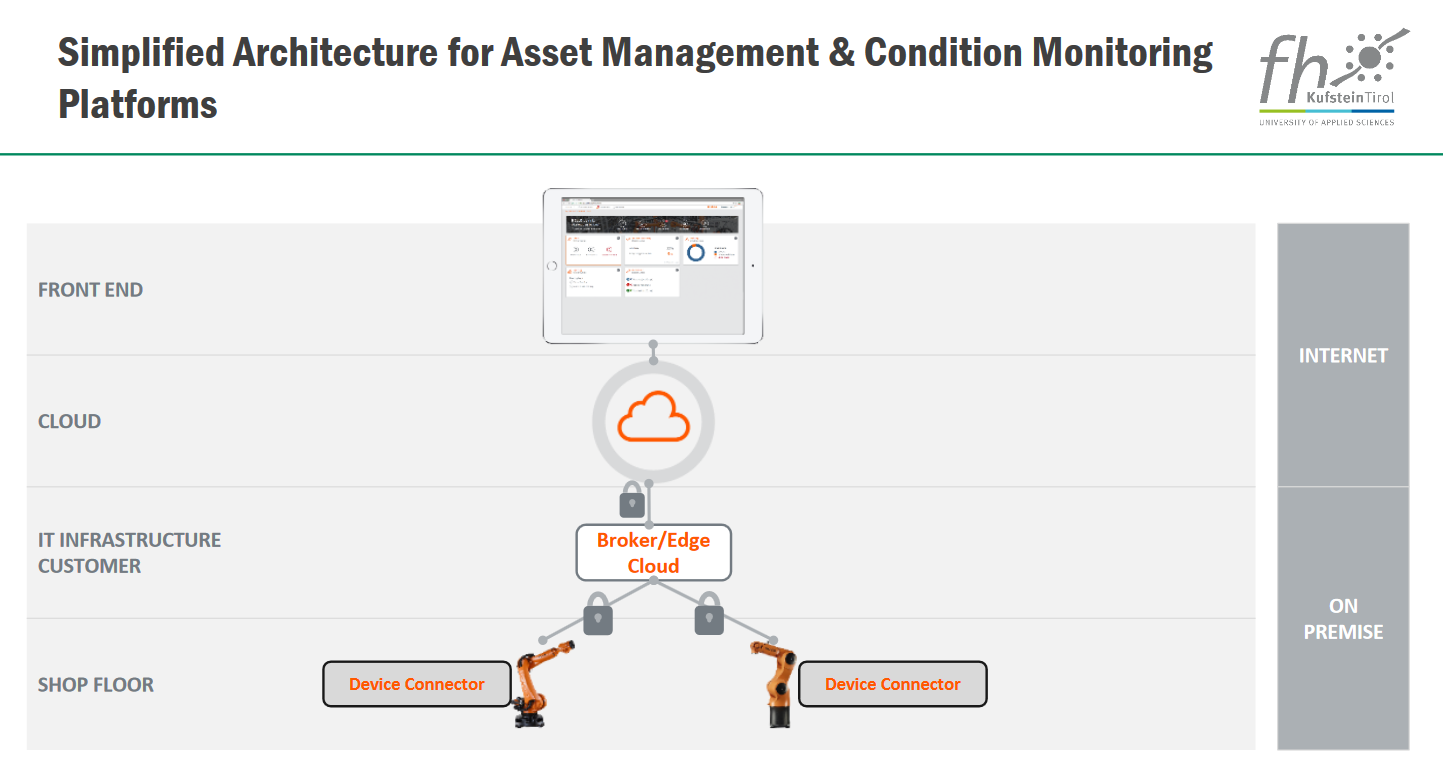 Simplified Architecture for Asset Management & Condition Monitoring
Platforms
fh
KufsteinTirol
UNIVERSITY OF APPLIED SCIENCES
FRONT END
INTERNET
CLOUD
IT INFRASTRUCTURE
CUSTOMER
Broker/Edge
Cloud
ON
PREMISE
SHOP FLOOR
Device Connector
Device Connector